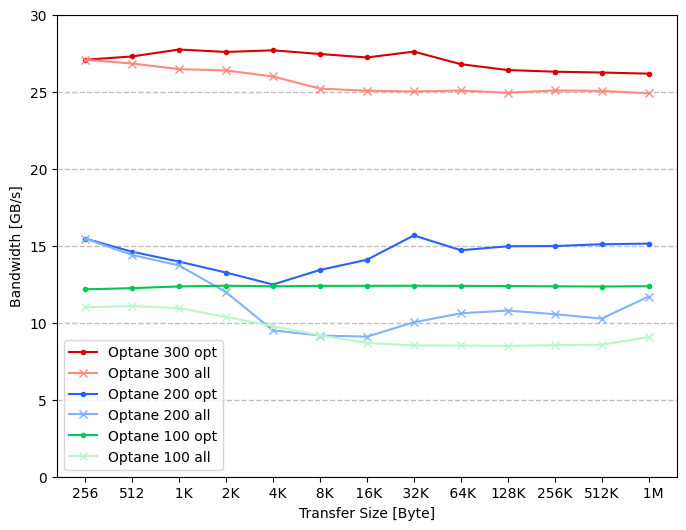 30
25
20
15
10
5
0
Bandwidth [GB/s]
Optane 300 opt
Optane 300 all
Optane 200 opt
Optane 200 all
Optane 100 opt
Optane 100 all
256 512 1K 2K 4K 8K 16K 32K 64K 128K 256K 512K 1M
Transfer Size [Byte]